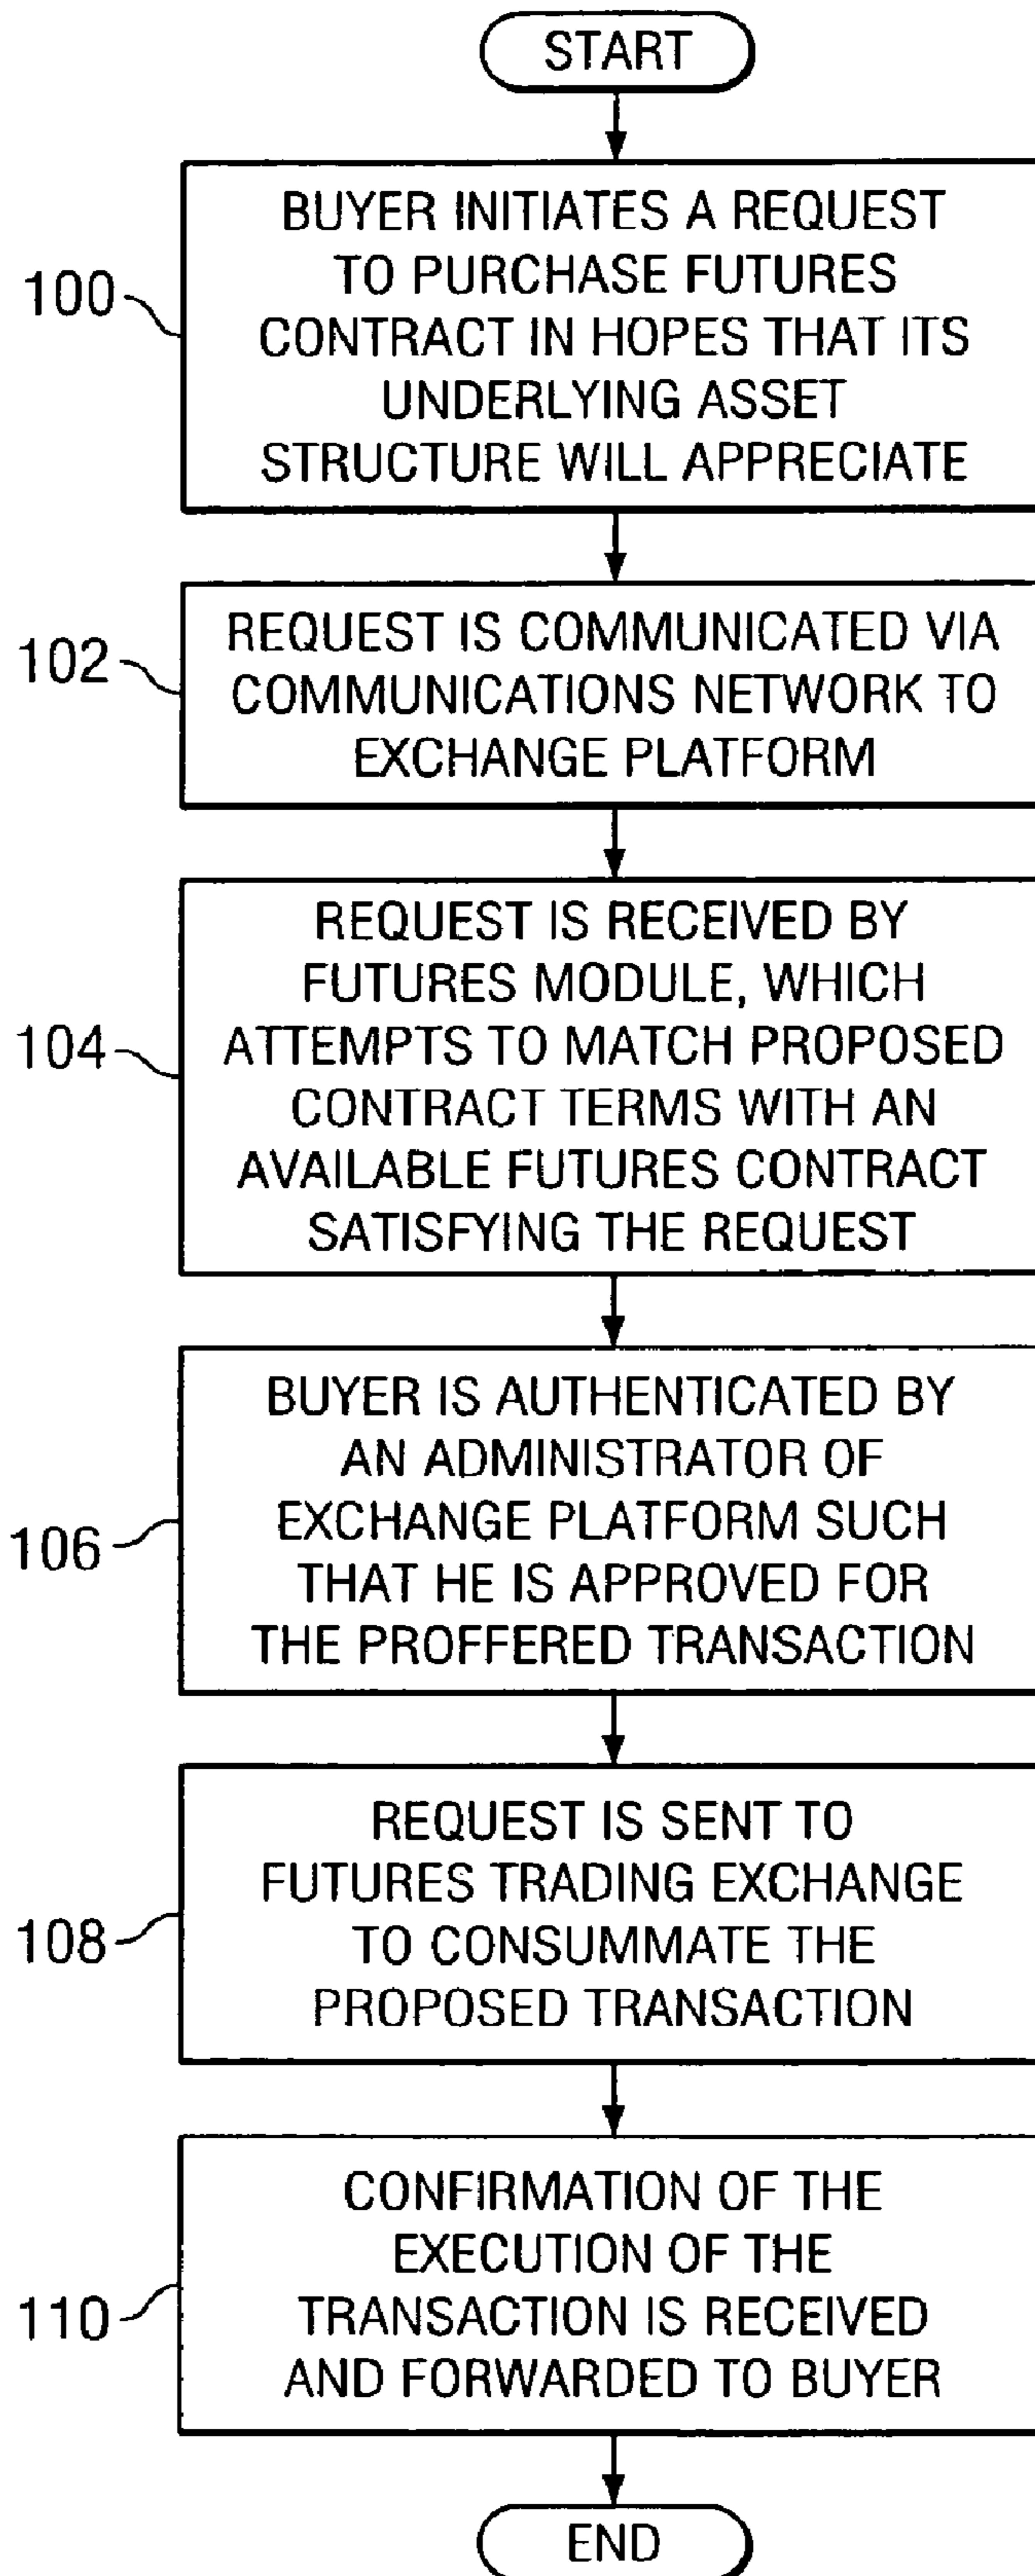 START
100
BUYER INITIATES A REQUEST
TO PURCHASE FUTURES
CONTRACT IN HOPES THAT ITS
UNDERLYING ASSET
STRUCTURE WILL APPRECIATE
102
REQUEST IS COMMUNICATED VIA
COMMUNICATIONS NETWORK TO
EXCHANGE PLATFORM
104
REQUEST IS RECEIVED BY
FUTURES MODULE, WHICH
ATTEMPTS TO MATCH PROPOSED
CONTRACT TERMS WITH AN
AVAILABLE FUTURES CONTRACT
SATISFYING THE REQUEST
106
BUYER IS AUTHENTICATED BY
AN ADMINISTRATOR OF
EXCHANGE PLATFORM SUCH
THAT HE IS APPROVED FOR
THE PROFFERED TRANSACTION
108
REQUEST IS SENT TO
FUTURES TRADING EXCHANGE
TO CONSUMMATE THE
PROPOSED TRANSACTION
110
CONFIRMATION OF THE
EXECUTION OF THE
TRANSACTION IS RECEIVED
AND FORWARDED TO BUYER
END